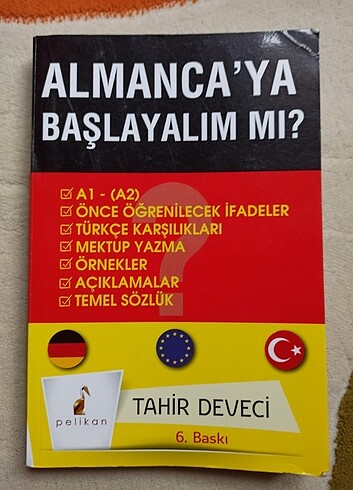 ALMANCA'YA
BAŞLAYALIM MI?
A1 - (A2)
ÖNCE ÖĞRENİLECEK İFADELER
TÜRKÇE KARŞILIKLARI
MEKTUP YAZMA
ÖRNEKLER
AÇIKLAMALAR
TEMEL SÖZLÜK
?
pelikan
TAHİR DEVECİ
6. Baskı